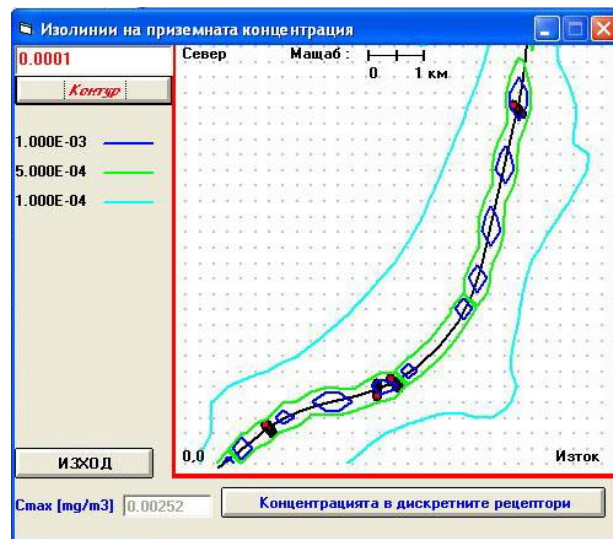 Изолинии на приземната концентрация
0.0001
Контур
1.000E-03
5.000E-04
1.000E-04
Север
Мащаб :
0 1 км
0,0
Изток
ИЗХОД
Cmax [mg/m3] 0.00252
Концентрацията в дискретните рецептори